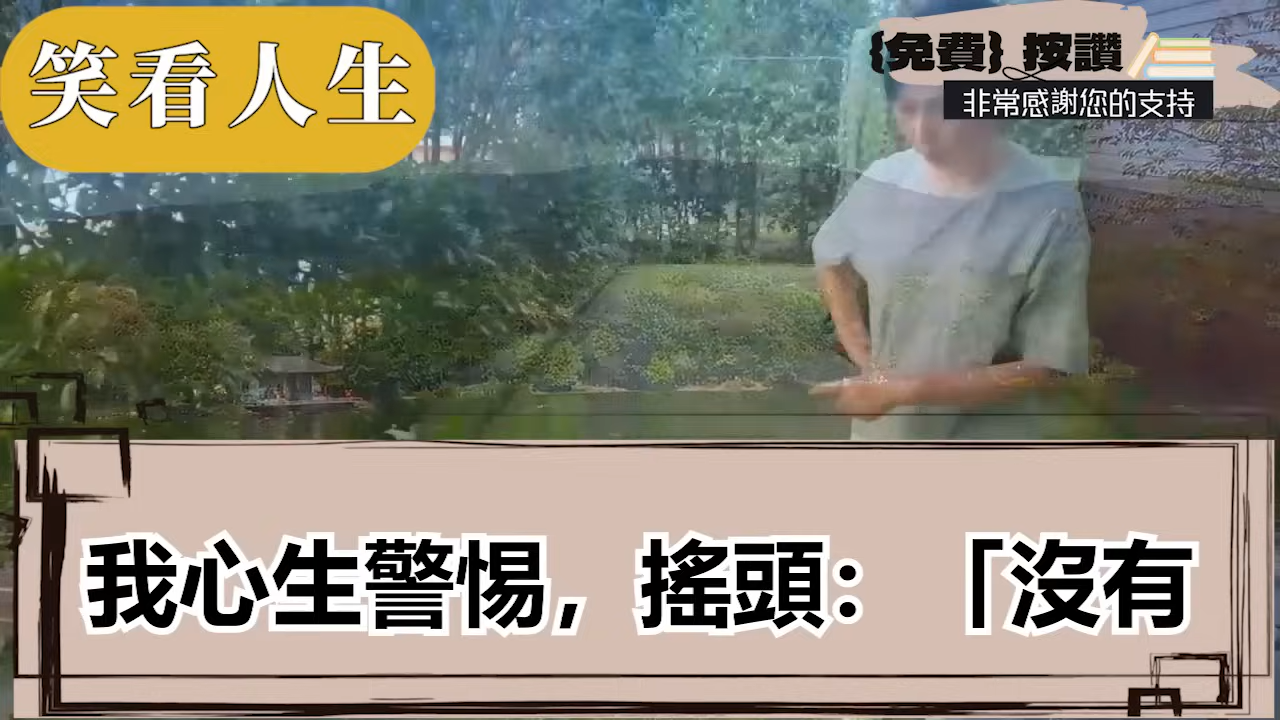 笑看人生
{免費} 按讚
非常感謝您的支持
我心生警惕，搖頭：「沒有